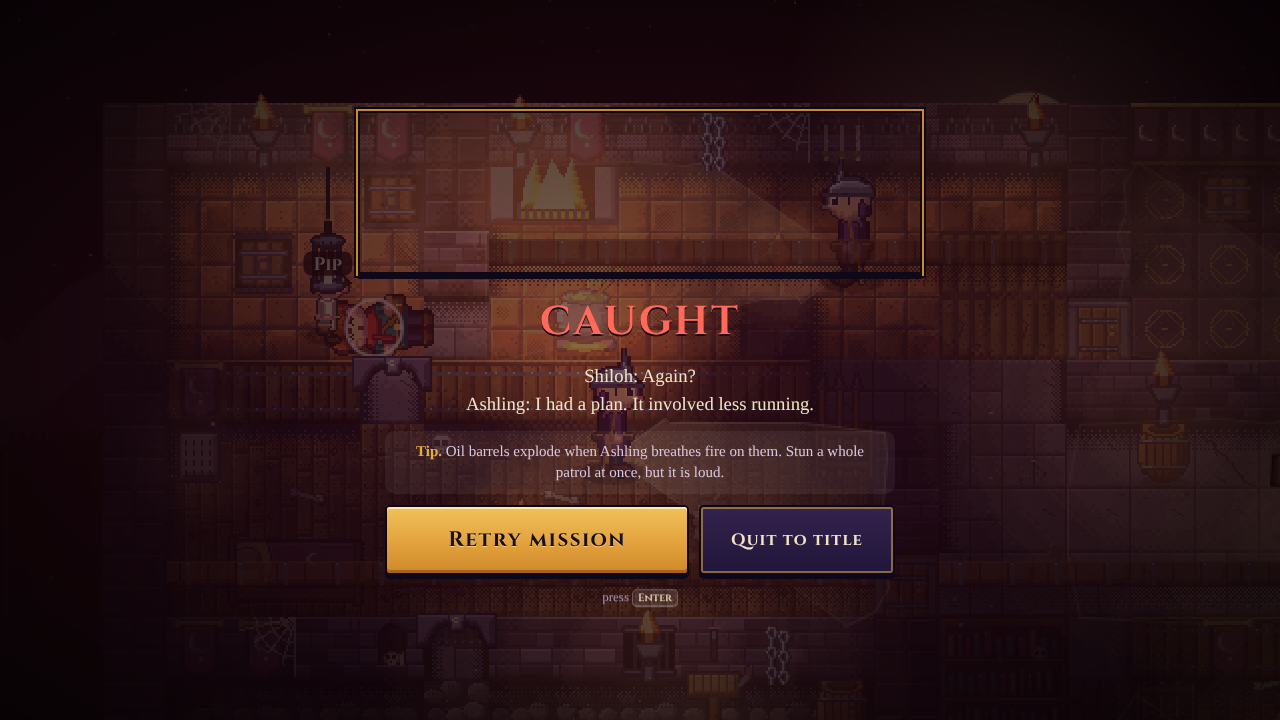 Pip
CAUGHT
Shiloh: Again?
Ashling: I had a plan. It involved less running.
Tip. Oil barrels explode when Ashling breathes fire on them. Stun a whole
patrol at once, but it is loud.
Retry mission
Quit to title
press Enter